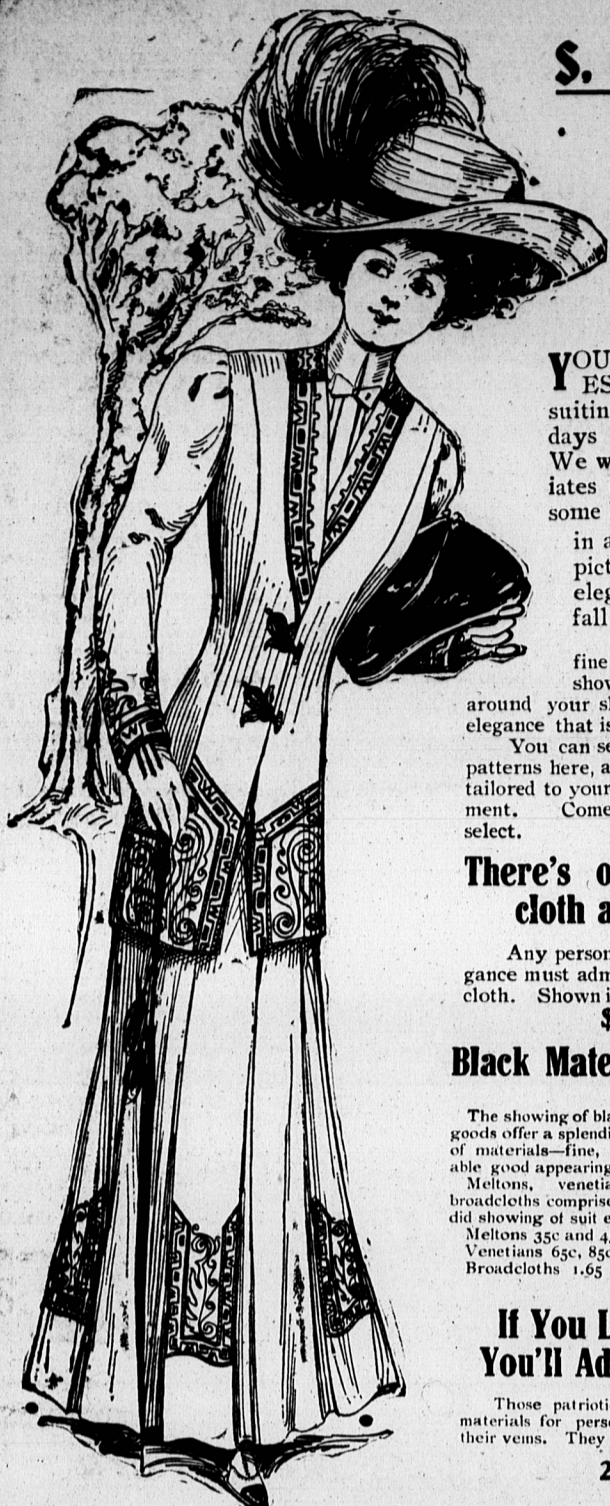 S.
YOU
ES
suitin
days
We w
iates
some
in a
pict
eleg
fall
fine
show
around your sl
elegance that is
You can se
patterns here, a
tailored to your
ment. Come
select.
There's o
cloth a
Any person
gance must adm
cloth. Shown i
$
Black Mate
The showing of bla
goods offer a splendi
of materials—fine,
able good appearing
Meltons, venetia
broadcloths comprise
did showing of suit e
Meltons 35c and 4
Venetians 65c, 85c
Broadcloths 1.65
If You L
You'll Ad
Those patrioti
materials for perso
their veins. They
2